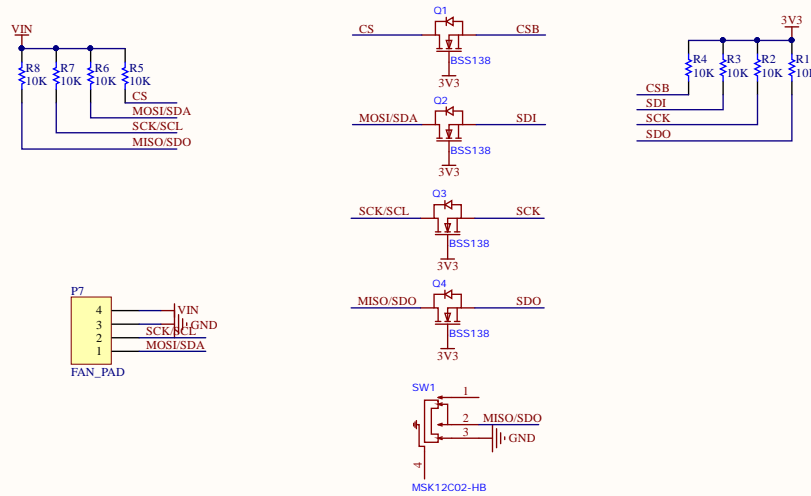 VIN
R8
10K
R7
10K
R6
10K
R5
10K
CS
MOSI/SDA
SCK/SCL
MISO/SDO
Q1
CS
CSB
BSS138
3V3
Q2
MOSI/SDA
SDI
BSS138
3V3
Q3
SCK/SCL
SCK
BSS138
3V3
Q4
MISO/SDO
SDO
BSS138
3V3
3V3
R4
10K
R3
10K
R2
10K
R1
CSB
SDI
SCK
SDO
P7
4
VIN
3
GND
2
SCK/SCL
1
MOSI/SDA
FAN_PAD
SW1
1
2
MISO/SDO
3
GND
4
MSK12C02-HB